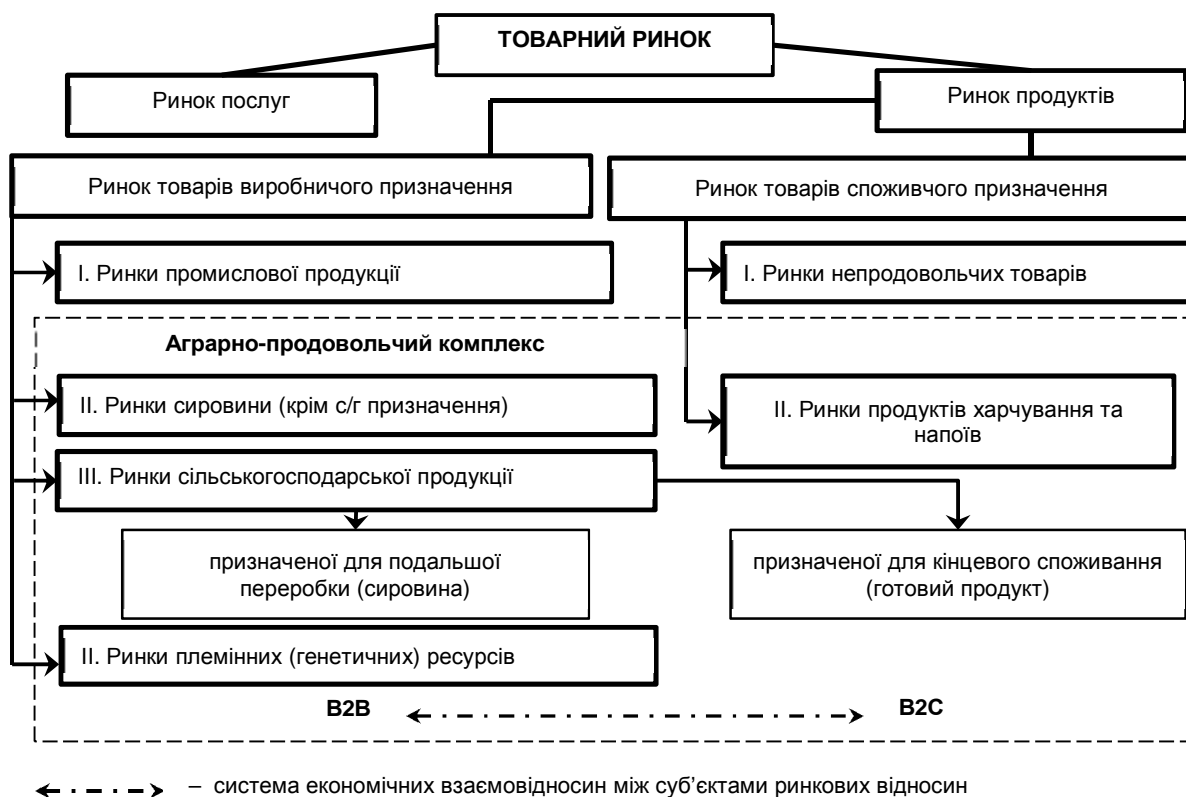 ТОВАРНИЙ РИНОК
Ринок послуг
Ринок продуктів
Ринок товарів виробничого призначення
Ринок товарів споживчого призначення
I. Ринки промислової продукції
I. Ринки непродовольчих товарів
Аграрно-продовольчий комплекс
II. Ринки сировини (крім с/г призначення)
II. Ринки продуктів харчування та
напоїв
III. Ринки сільськогосподарської продукції
призначеної для подальшої
переробки (сировина)
призначеної для кінцевого споживання
(готовий продукт)
II. Ринки племінних (генетичних) ресурсів
B2B
B2C
– система економічних взаємовідносин між суб’єктами ринкових відносин